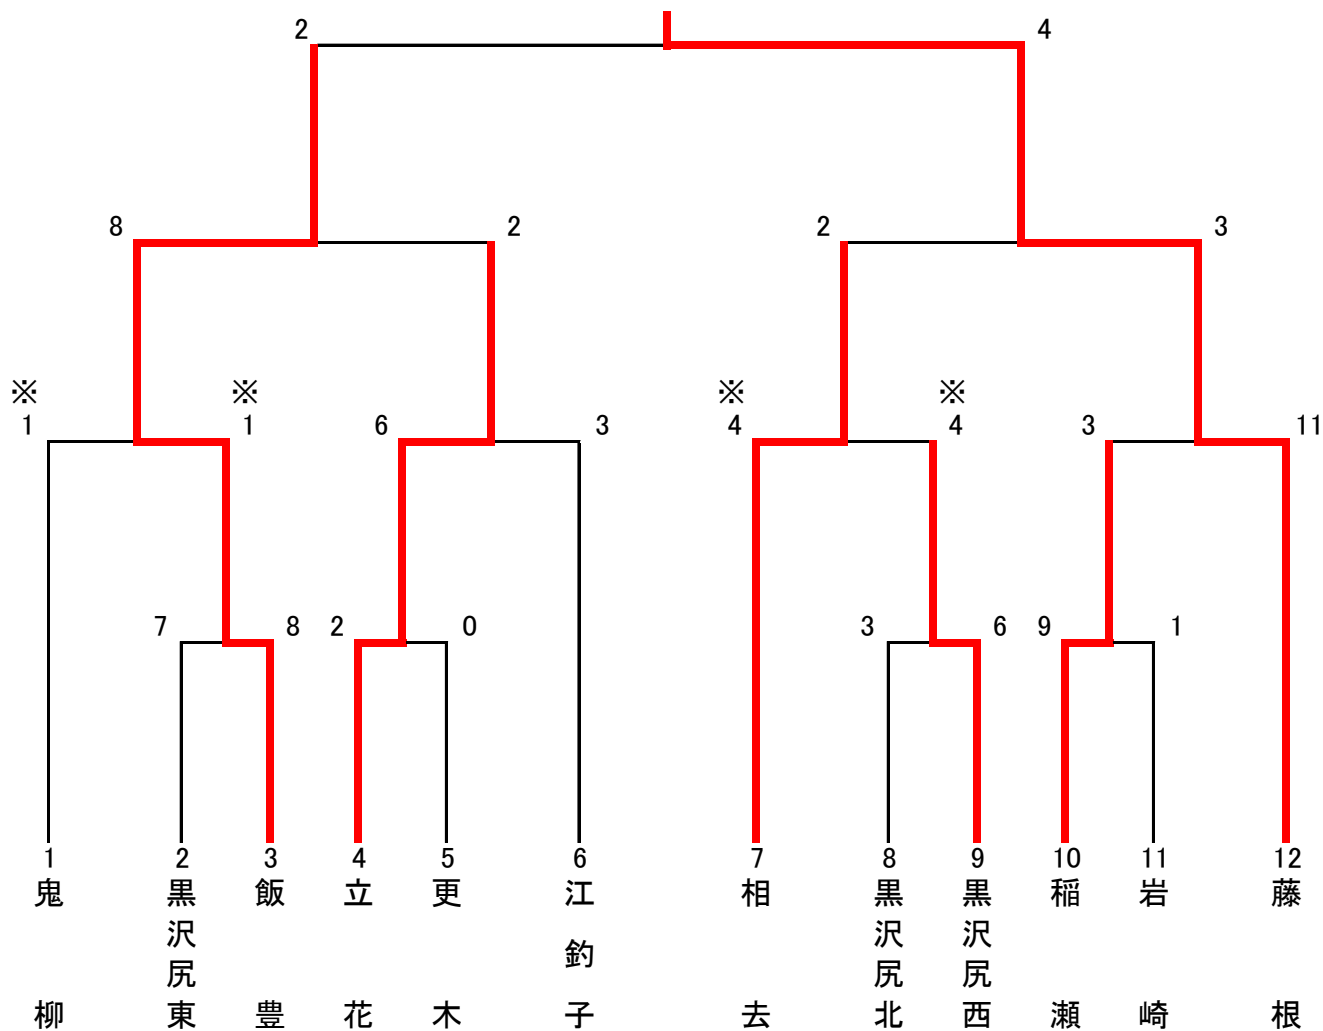 2 4
8 2 2 3
※ ※ ※ ※
1 1 6 3 4 4 3 11
7 8 2 0 3 6 9 1
1 2 3 4 5 6 7 8 9 10 11 12
鬼柳
黒沢尻東
飯豊
立花
更木
江釣子
相去
黒沢尻北
黒沢尻西
稲瀬
岩崎
藤根